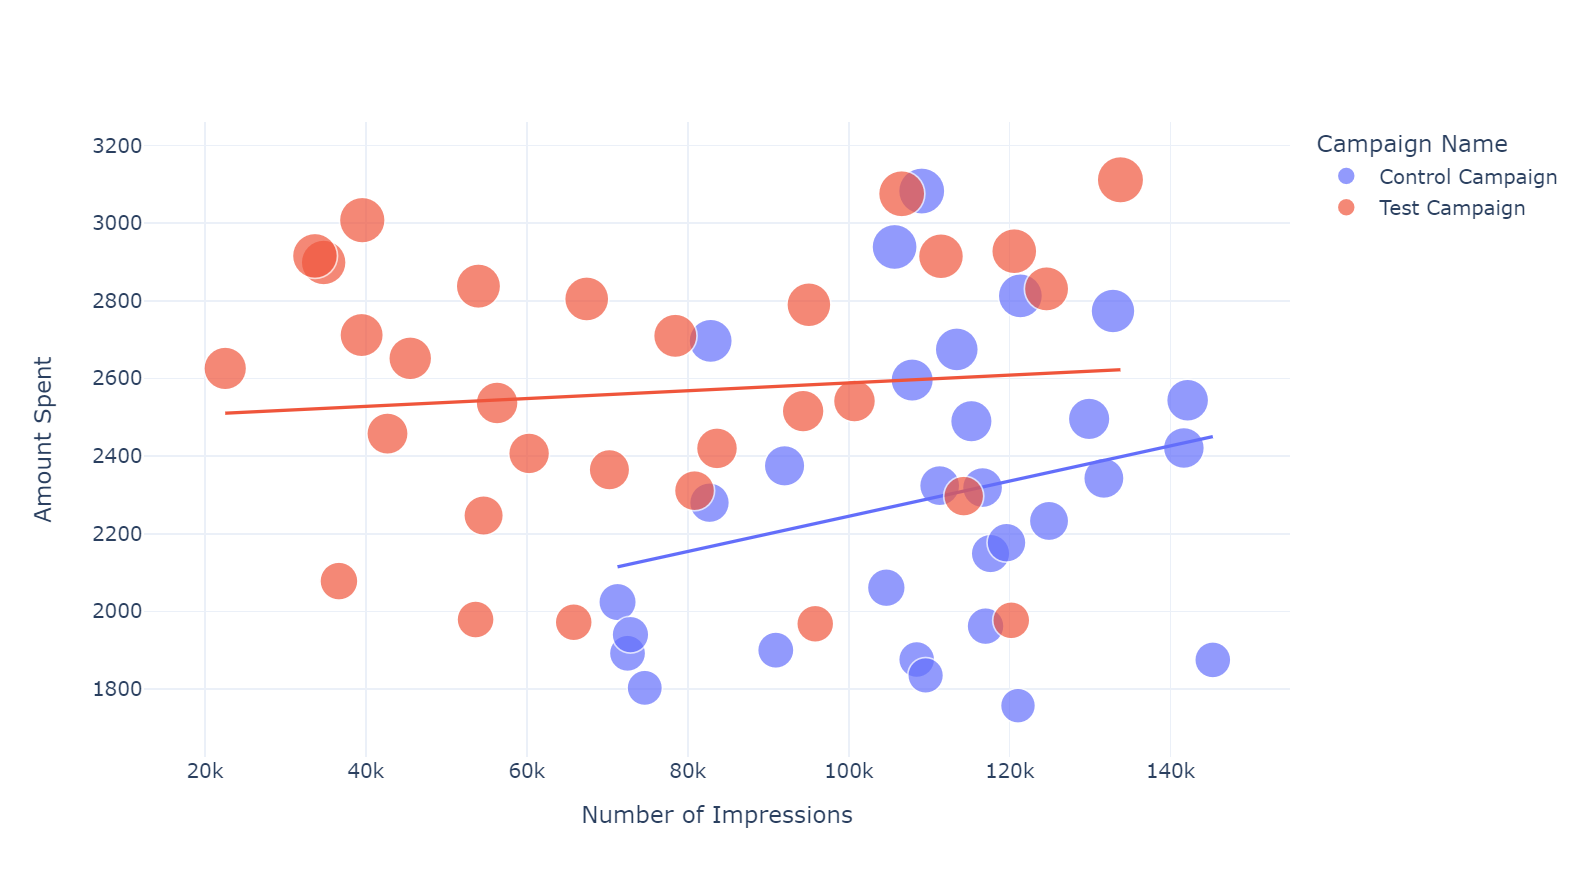 Campaign Name
Control Campaign
Test Campaign
3200
3000
2800
2600
2400
2200
2000
1800
Amount Spent
20k 40k 60k 80k 100k 120k 140k
Number of Impressions